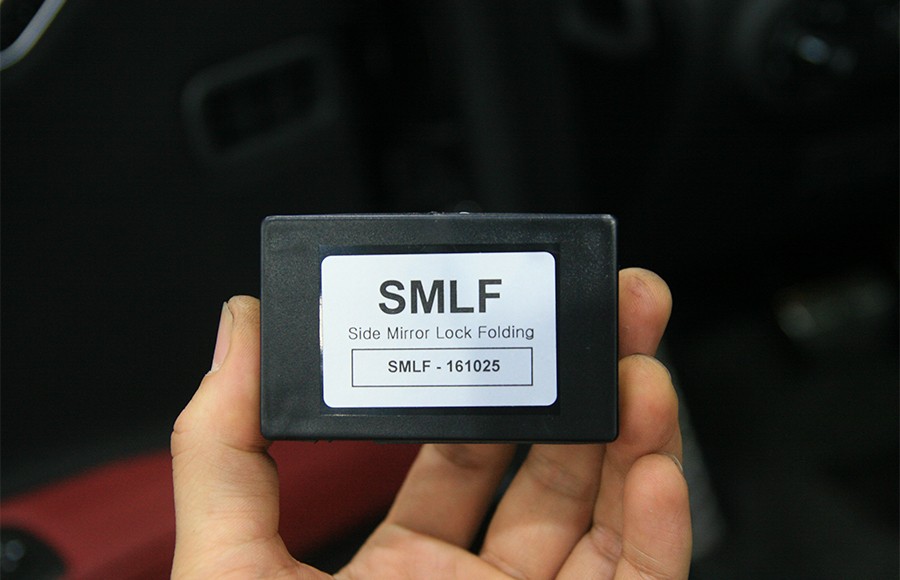 SMLF
Side Mirror Lock Folding
SMLF - 161025